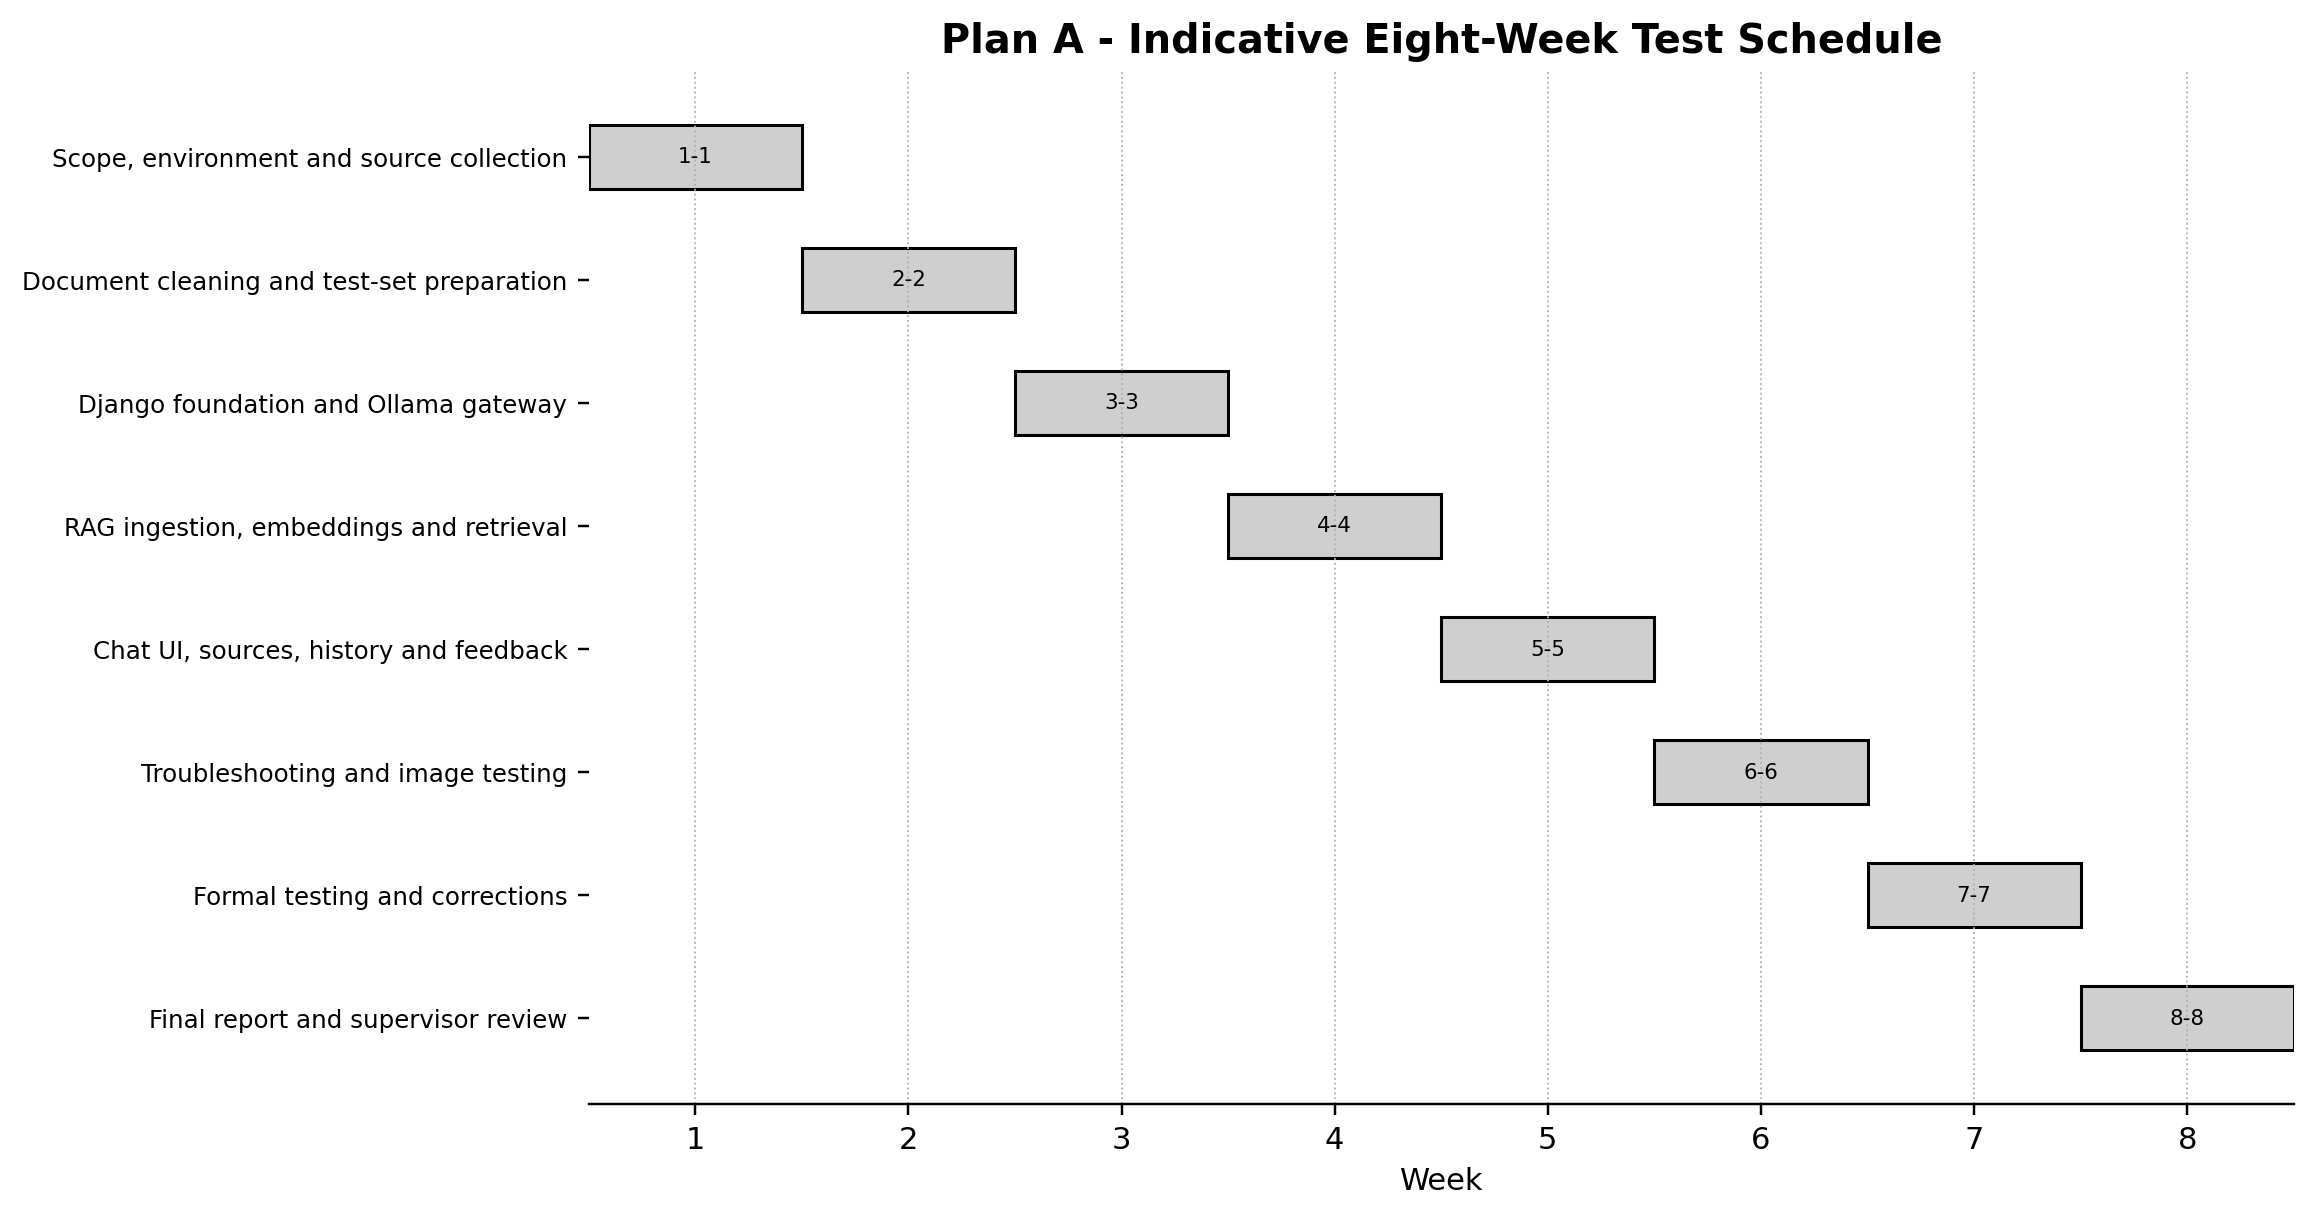 Plan A - Indicative Eight-Week Test Schedule
Scope, environment and source collection
1-1
Document cleaning and test-set preparation
2-2
Django foundation and Ollama gateway
3-3
RAG ingestion, embeddings and retrieval
4-4
Chat UI, sources, history and feedback
5-5
Troubleshooting and image testing
6-6
Formal testing and corrections
7-7
Final report and supervisor review
8-8
1 2 3 4 5 6 7 8
Week